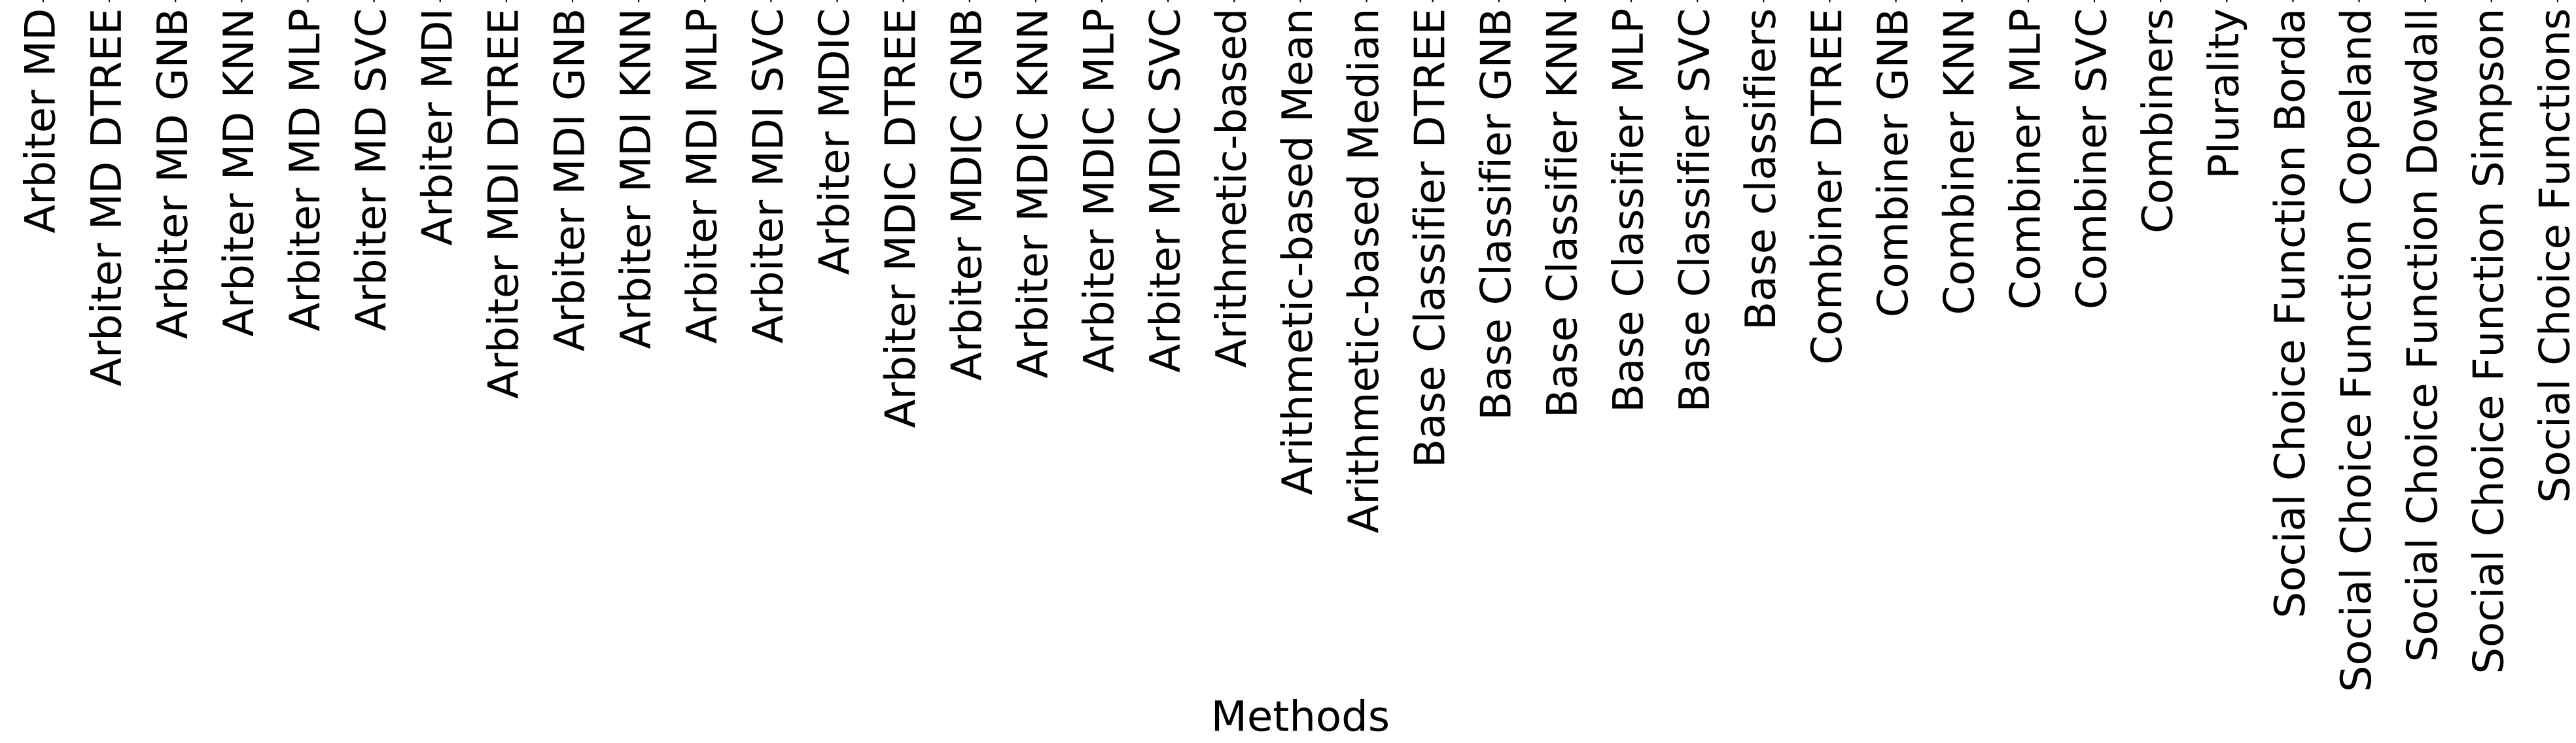 Arbiter MD
Arbiter MD DTREE
Arbiter MD GNB
Arbiter MD KNN
Arbiter MD MLP
Arbiter MD SVC
Arbiter MDI
Arbiter MDI DTREE
Arbiter MDI GNB
Arbiter MDI KNN
Arbiter MDI MLP
Arbiter MDI SVC
Arbiter MDIC
Arbiter MDIC DTREE
Arbiter MDIC GNB
Arbiter MDIC KNN
Arbiter MDIC MLP
Arbiter MDIC SVC
Arithmetic-based
Arithmetic-based Mean
Arithmetic-based Median
Base Classifier DTREE
Base Classifier GNB
Base Classifier KNN
Base Classifier MLP
Base Classifier SVC
Base classifiers
Combiner DTREE
Combiner GNB
Combiner KNN
Combiner MLP
Combiner SVC
Combiners
Plurality
Social Choice Function Borda
Social Choice Function Copeland
Social Choice Function Dowdall
Social Choice Function Simpson
Social Choice Functions
Methods